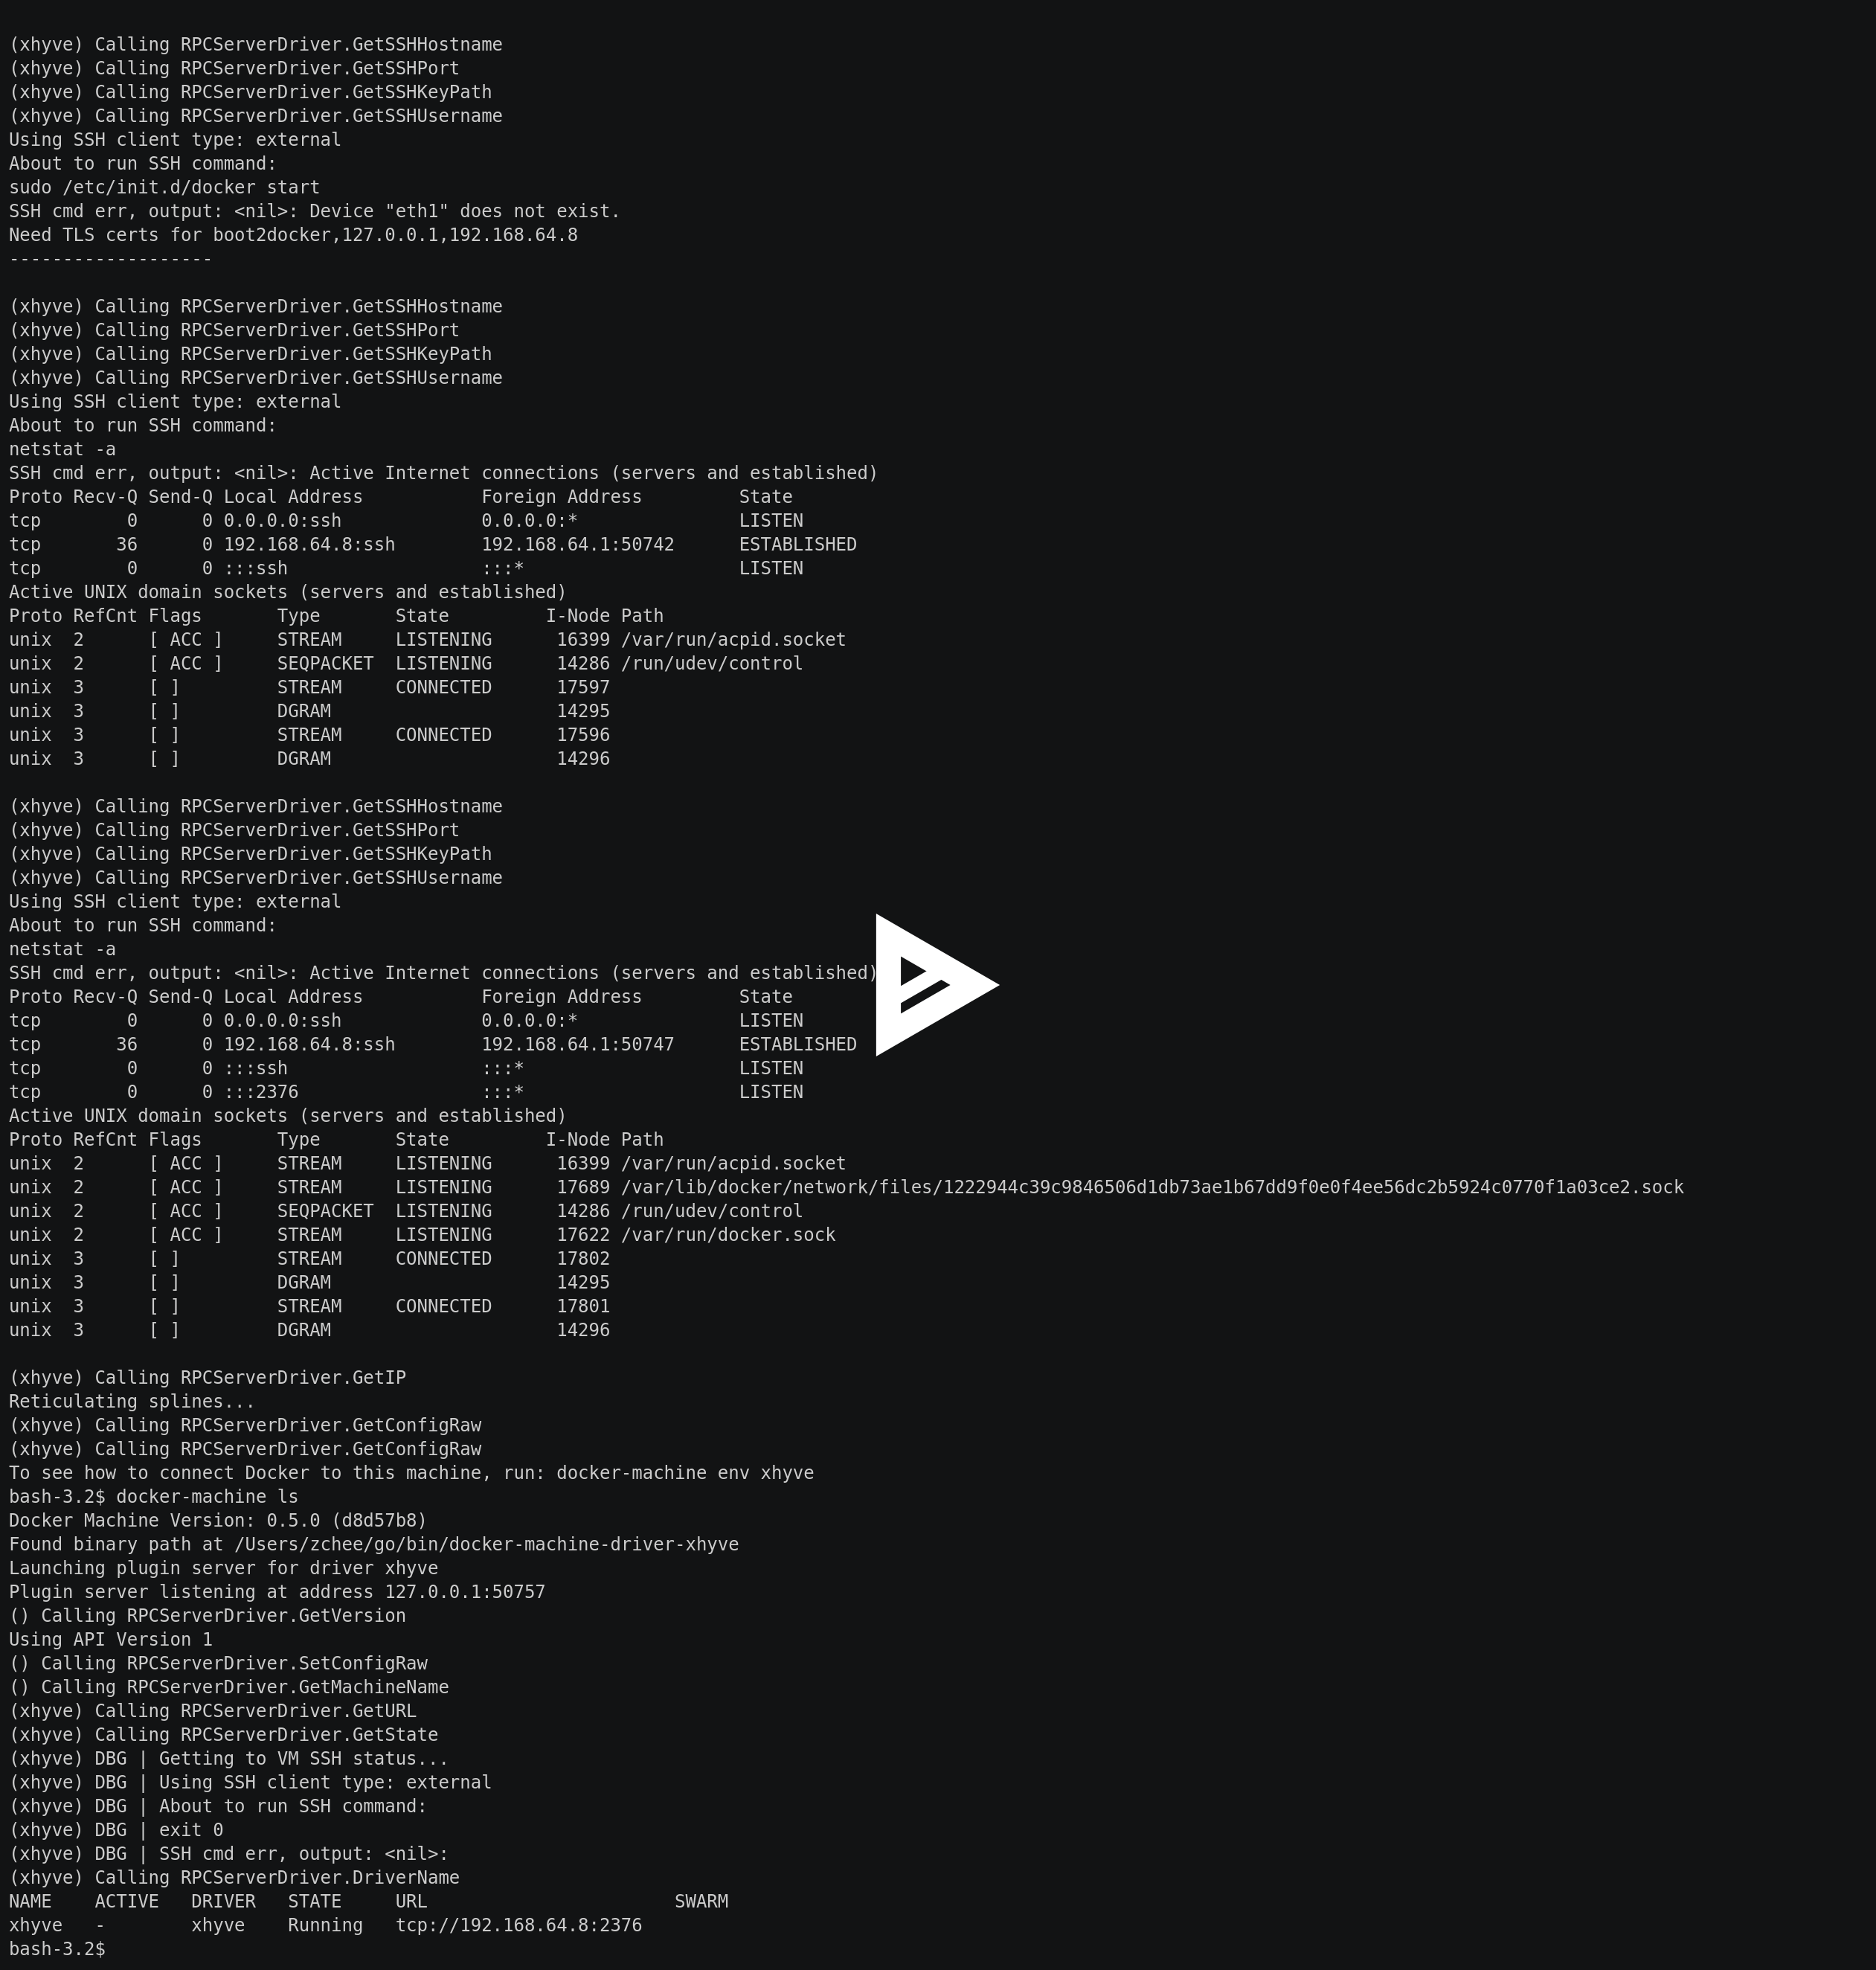 (xhyve) Calling RPCServerDriver.GetSSHHostname
(xhyve) Calling RPCServerDriver.GetSSHPort
(xhyve) Calling RPCServerDriver.GetSSHKeyPath
(xhyve) Calling RPCServerDriver.GetSSHUsername
Using SSH client type: external
About to run SSH command:
sudo /etc/init.d/docker start
SSH cmd err, output: <nil>: Device "eth1" does not exist.
Need TLS certs for boot2docker,127.0.0.1,192.168.64.8
-------------------

(xhyve) Calling RPCServerDriver.GetSSHHostname
(xhyve) Calling RPCServerDriver.GetSSHPort
(xhyve) Calling RPCServerDriver.GetSSHKeyPath
(xhyve) Calling RPCServerDriver.GetSSHUsername
Using SSH client type: external
About to run SSH command:
netstat -a
SSH cmd err, output: <nil>: Active Internet connections (servers and established)
Proto Recv-Q Send-Q Local Address           Foreign Address         State
tcp        0      0 0.0.0.0:ssh             0.0.0.0:*               LISTEN
tcp       36      0 192.168.64.8:ssh        192.168.64.1:50742      ESTABLISHED
tcp        0      0 :::ssh                  :::*                    LISTEN
Active UNIX domain sockets (servers and established)
Proto RefCnt Flags       Type       State         I-Node Path
unix  2      [ ACC ]     STREAM     LISTENING      16399 /var/run/acpid.socket
unix  2      [ ACC ]     SEQPACKET  LISTENING      14286 /run/udev/control
unix  3      [ ]         STREAM     CONNECTED      17597
unix  3      [ ]         DGRAM                     14295
unix  3      [ ]         STREAM     CONNECTED      17596
unix  3      [ ]         DGRAM                     14296

(xhyve) Calling RPCServerDriver.GetSSHHostname
(xhyve) Calling RPCServerDriver.GetSSHPort
(xhyve) Calling RPCServerDriver.GetSSHKeyPath
(xhyve) Calling RPCServerDriver.GetSSHUsername
Using SSH client type: external
About to run SSH command:
netstat -a
SSH cmd err, output: <nil>: Active Internet connections (servers and established)
Proto Recv-Q Send-Q Local Address           Foreign Address         State
tcp        0      0 0.0.0.0:ssh             0.0.0.0:*               LISTEN
tcp       36      0 192.168.64.8:ssh        192.168.64.1:50747      ESTABLISHED
tcp        0      0 :::ssh                  :::*                    LISTEN
tcp        0      0 :::2376                 :::*                    LISTEN
Active UNIX domain sockets (servers and established)
Proto RefCnt Flags       Type       State         I-Node Path
unix  2      [ ACC ]     STREAM     LISTENING      16399 /var/run/acpid.socket
unix  2      [ ACC ]     STREAM     LISTENING      17689 /var/lib/docker/network/files/1222944c39c9846506d1db73ae1b67dd9f0e0f4ee56dc2b5924c0770f1a03ce2.sock
unix  2      [ ACC ]     SEQPACKET  LISTENING      14286 /run/udev/control
unix  2      [ ACC ]     STREAM     LISTENING      17622 /var/run/docker.sock
unix  3      [ ]         STREAM     CONNECTED      17802
unix  3      [ ]         DGRAM                     14295
unix  3      [ ]         STREAM     CONNECTED      17801
unix  3      [ ]         DGRAM                     14296

(xhyve) Calling RPCServerDriver.GetIP
Reticulating splines...
(xhyve) Calling RPCServerDriver.GetConfigRaw
(xhyve) Calling RPCServerDriver.GetConfigRaw
To see how to connect Docker to this machine, run: docker-machine env xhyve
bash-3.2$ docker-machine ls
Docker Machine Version: 0.5.0 (d8d57b8)
Found binary path at /Users/zchee/go/bin/docker-machine-driver-xhyve
Launching plugin server for driver xhyve
Plugin server listening at address 127.0.0.1:50757
() Calling RPCServerDriver.GetVersion
Using API Version 1
() Calling RPCServerDriver.SetConfigRaw
() Calling RPCServerDriver.GetMachineName
(xhyve) Calling RPCServerDriver.GetURL
(xhyve) Calling RPCServerDriver.GetState
(xhyve) DBG | Getting to VM SSH status...
(xhyve) DBG | Using SSH client type: external
(xhyve) DBG | About to run SSH command:
(xhyve) DBG | exit 0
(xhyve) DBG | SSH cmd err, output: <nil>:
(xhyve) Calling RPCServerDriver.DriverName
NAME    ACTIVE   DRIVER   STATE     URL                       SWARM
xhyve   -        xhyve    Running   tcp://192.168.64.8:2376
bash-3.2$